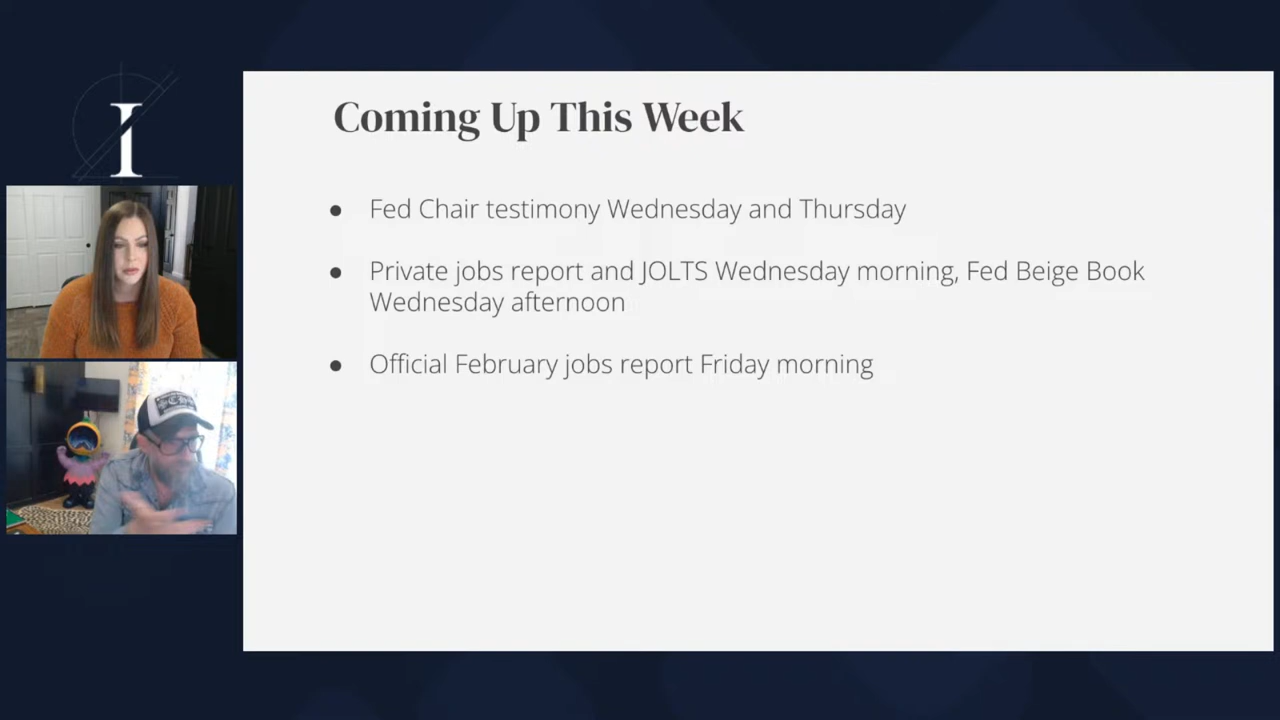 I
Coming Up This Week
● Fed Chair testimony Wednesday and Thursday
● Private jobs report and JOLTS Wednesday morning, Fed Beige Book
Wednesday afternoon
● Official February jobs report Friday morning